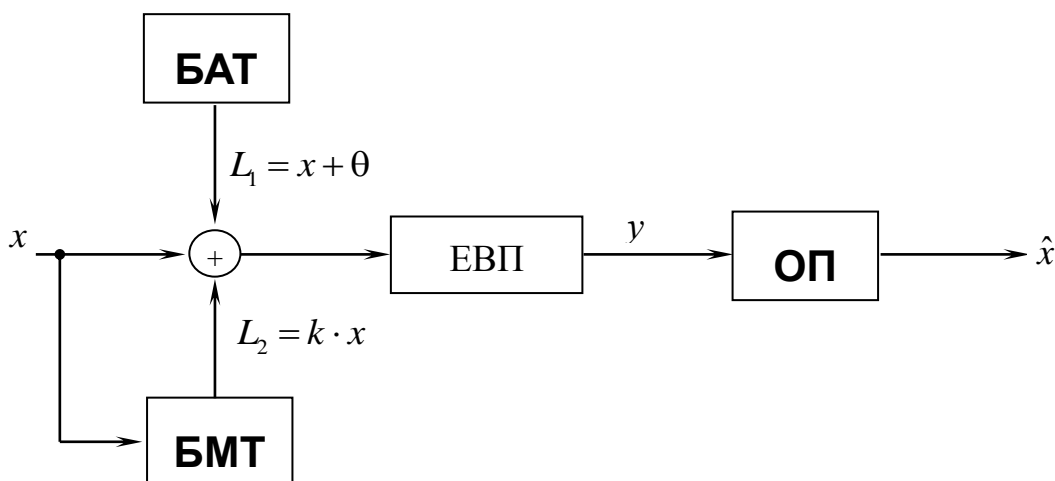 БАТ
L₁ = x + θ
x
+
ЕВП
y
ОП
x̂
L₂ = k · x
БМТ